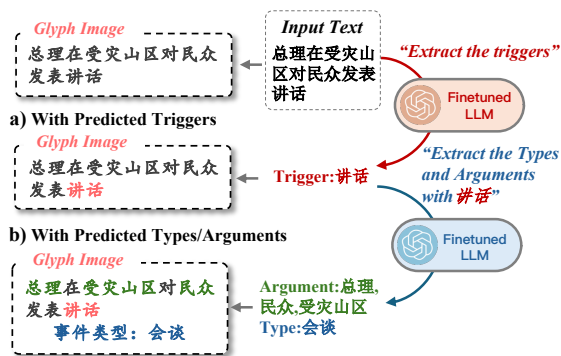 Glyph Image
总理在受灾山区对民众
发表讲话
Input Text
总理在受灾山
区对民众发表
讲话
“Extract the triggers”
Finetuned
LLM
a) With Predicted Triggers
Glyph Image
总理在受灾山区对民众
发表讲话
Trigger:讲话
“Extract the Types
and Arguments
with 讲话”
Finetuned
LLM
b) With Predicted Types/Arguments
Glyph Image
总理在受灾山区对民众
发表讲话
事件类型：会谈
Argument:总理,
民众,受灾山区
Type:会谈